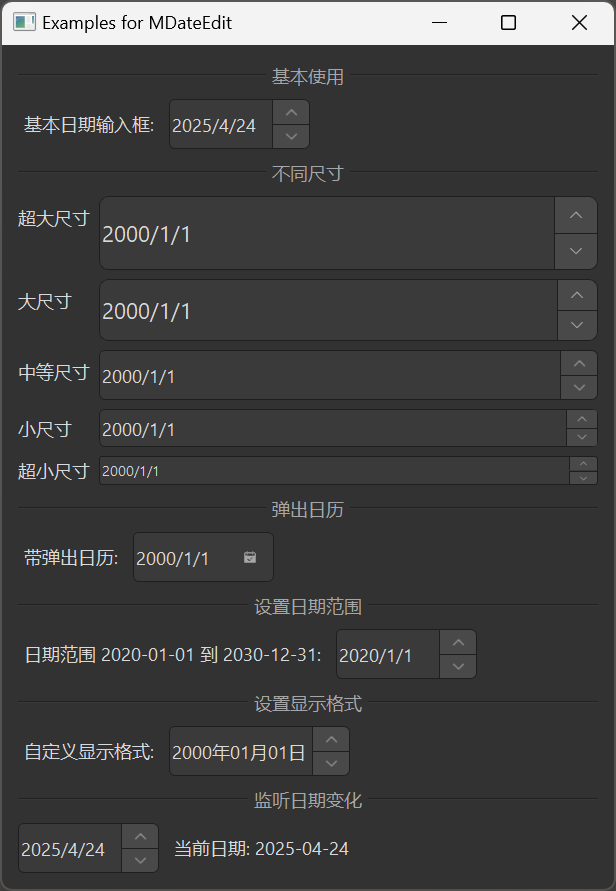 Examples for MDateEdit
基本使用
基本日期输入框: 2025/4/24
不同尺寸
超大尺寸 2000/1/1
大尺寸 2000/1/1
中等尺寸 2000/1/1
小尺寸 2000/1/1
超小尺寸 2000/1/1
弹出日历
带弹出日历: 2000/1/1
设置日期范围
日期范围 2020-01-01 到 2030-12-31: 2020/1/1
设置显示格式
自定义显示格式: 2000年01月01日
监听日期变化
2025/4/24 当前日期: 2025-04-24